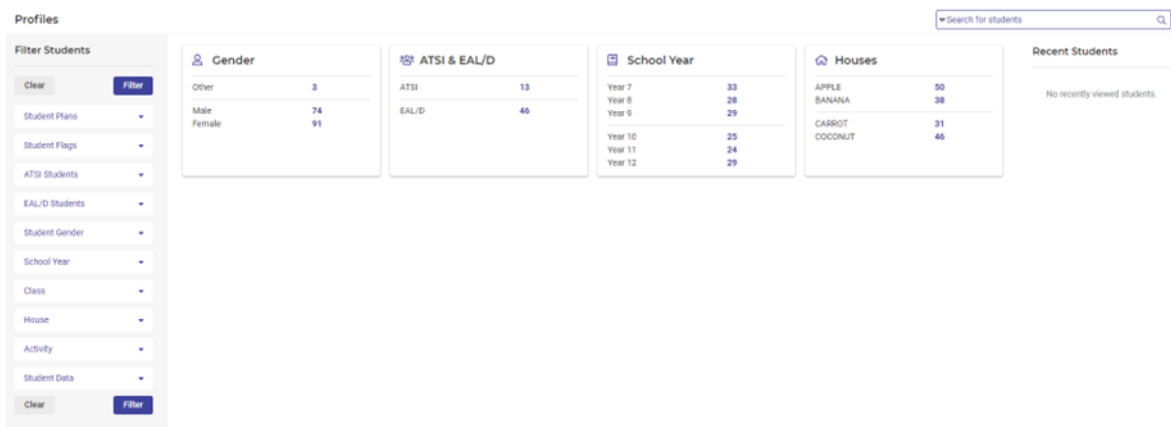 Profiles
Search for students
Filter Students
Clear
Filter
Student Plans
Student Flags
ATSI Students
EAL/D Students
Student Gender
School Year
Class
House
Activity
Student Data
Clear
Filter
Gender
Other 3
Male 74
Female 91
ATSI & EAL/D
ATSI 13
EAL/D 46
School Year
Year 7 33
Year 8 28
Year 9 29
Year 10 25
Year 11 24
Year 12 29
Houses
APPLE 50
BANANA 38
CARROT 31
COCONUT 46
Recent Students
No recently viewed students.